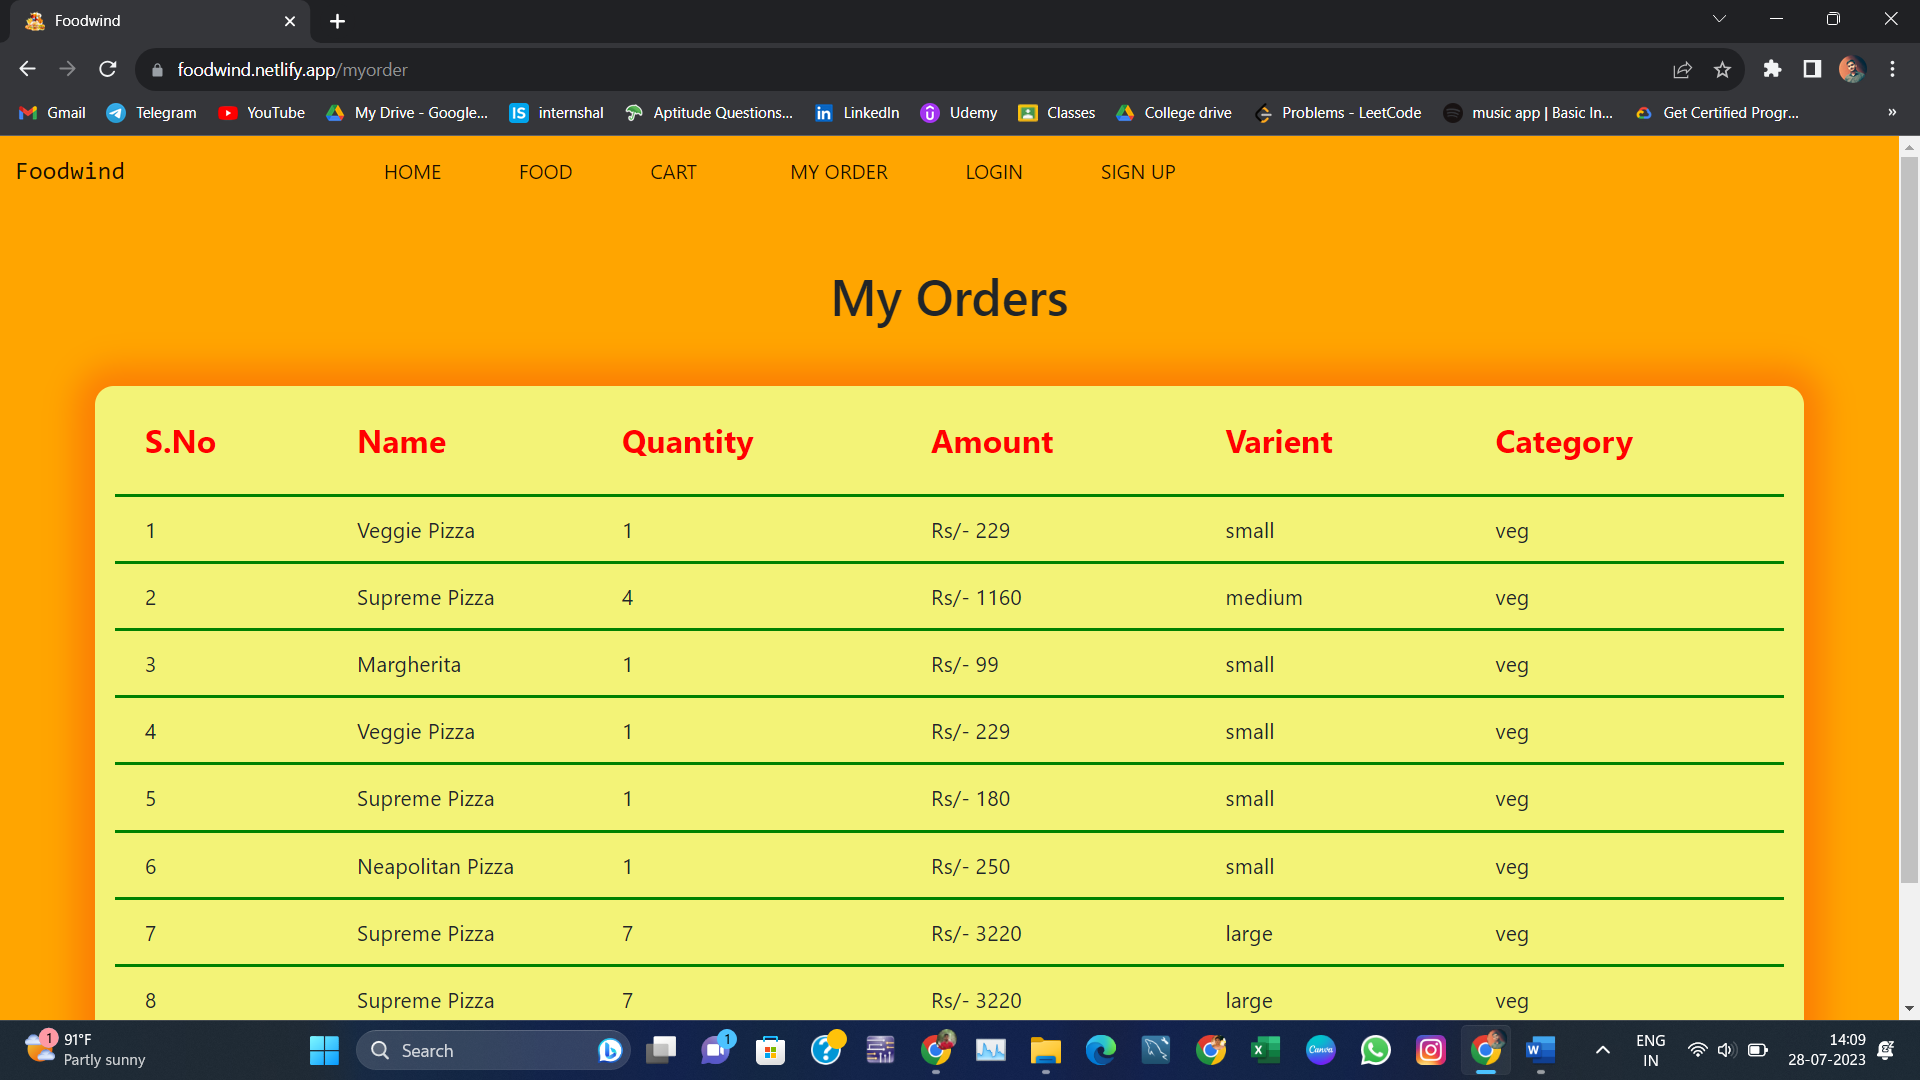 Foodwind
foodwind.netlify.app/myorder
Gmail Telegram YouTube My Drive - Google... IS internshal Aptitude Questions... in LinkedIn Udemy Classes College drive Problems - LeetCode music app | Basic In... Get Certified Progr... »
Foodwind HOME FOOD CART MY ORDER LOGIN SIGN UP
My Orders
S.No Name Quantity Amount Varient Category
1 Veggie Pizza 1 Rs/- 229 small veg
2 Supreme Pizza 4 Rs/- 1160 medium veg
3 Margherita 1 Rs/- 99 small veg
4 Veggie Pizza 1 Rs/- 229 small veg
5 Supreme Pizza 1 Rs/- 180 small veg
6 Neapolitan Pizza 1 Rs/- 250 small veg
7 Supreme Pizza 7 Rs/- 3220 large veg
8 Supreme Pizza 7 Rs/- 3220 large veg
1 91°F
Partly sunny
Search
1
Canva
ENG
IN
14:09
28-07-2023